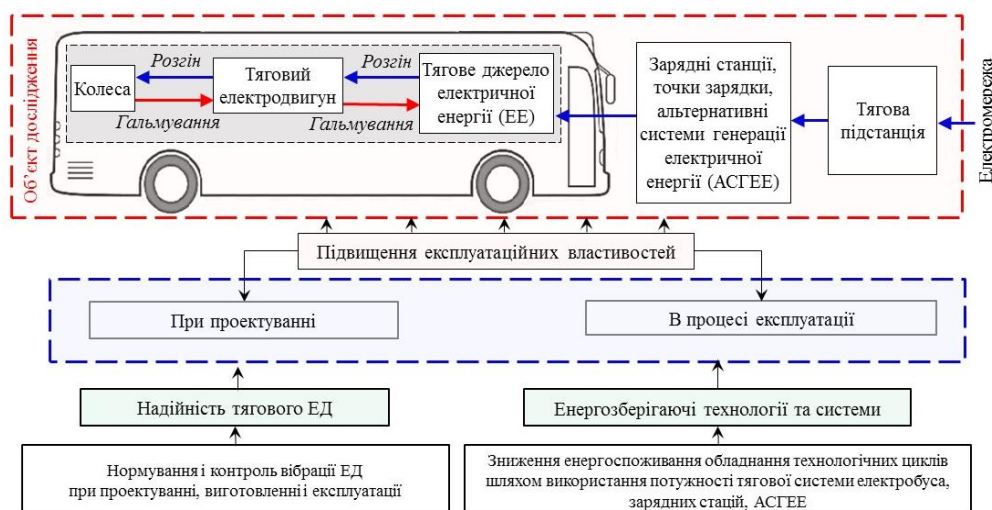 Об’єкт дослідження
Розгін
Розгін
Колеса
Тяговий
електродвигун
Тягове джерело
електричної
енергії (ЕЕ)
Гальмування
Гальмування
Зарядні станції,
точки зарядки,
альтернативні
системи генерації
електричної
енергії (АСГЕЕ)
Тягова
підстанція
Електромережа
Підвищення експлуатаційних властивостей
При проектуванні
В процесі експлуатації
Надійність тягового ЕД
Енергозберігаючі технології та системи
Нормування і контроль вібрації ЕД
при проектуванні, виготовленні і експлуатації
Зниження енергоспоживання обладнання технологічних циклів
шляхом використання потужності тягової системи електробуса,
зарядних стацій, АСГЕЕ